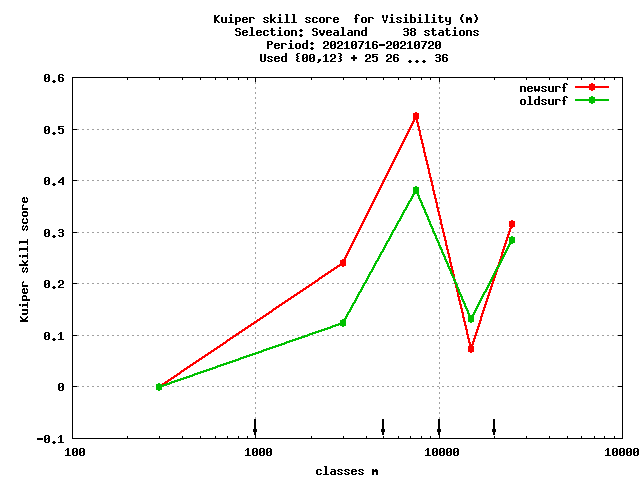 Kuiper skill score  for Visibility (m)
Selection: Svealand     38 stations
Period: 20210716-20210720
Used {00,12} + 25 26 ... 36
newsurf
oldsurf
0.6
0.5
0.4
0.3
0.2
0.1
0
-0.1
Kuiper skill score
100 1000 10000 10000
classes m